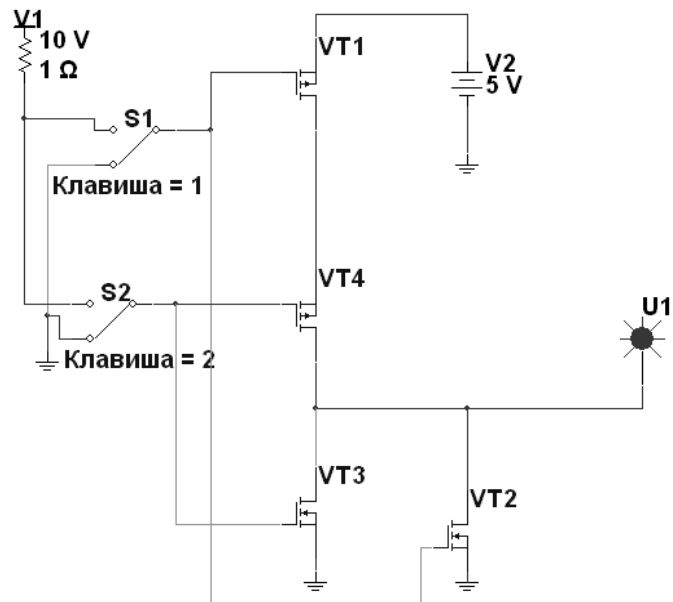 V1
10 V
1 Ω
S1
Клавиша = 1
VT1
V2
5 V
S2
Клавиша = 2
VT4
U1
VT3
VT2